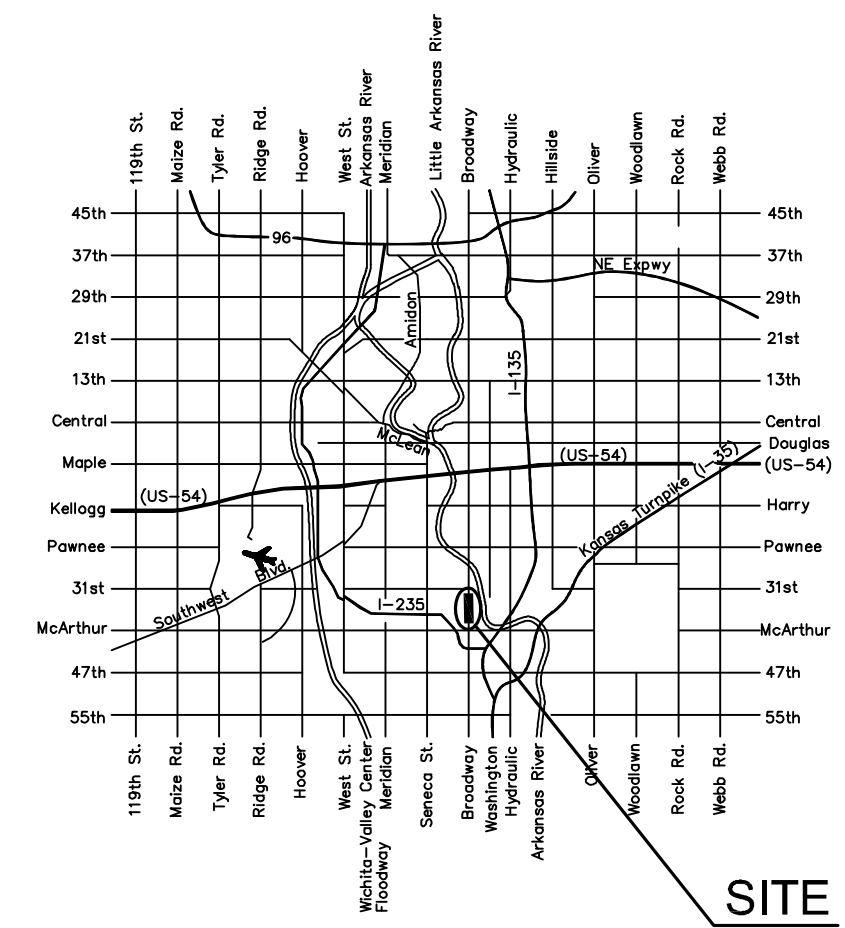 119th St.
Maize Rd.
Tyler Rd.
Ridge Rd.
Hoover
West St.
Arkansas River
Meridian
Little Arkansas River
Broadway
Hydraulic
Hillside
Oliver
Woodlawn
Rock Rd.
Webb Rd.
45th
45th
96
37th
37th
NE Expwy
29th
29th
Amidon
21st
21st
I-135
13th
13th
Central
Central
McLean
Douglas
Maple
(US-54)
(I-35)
(US-54)
(US-54)
Kellogg
Harry
Kansas Turnpike
Pawnee
Pawnee
Southwest Blvd.
31st
31st
I-235
McArthur
McArthur
47th
47th
55th
55th
119th St.
Maize Rd.
Tyler Rd.
Ridge Rd.
Hoover
West St.
Wichita-Valley Center
Floodway
Meridian
Seneca St.
Broadway
Washington
Hydraulic
Arkansas River
Oliver
Woodlawn
Rock Rd.
Webb Rd.
SITE